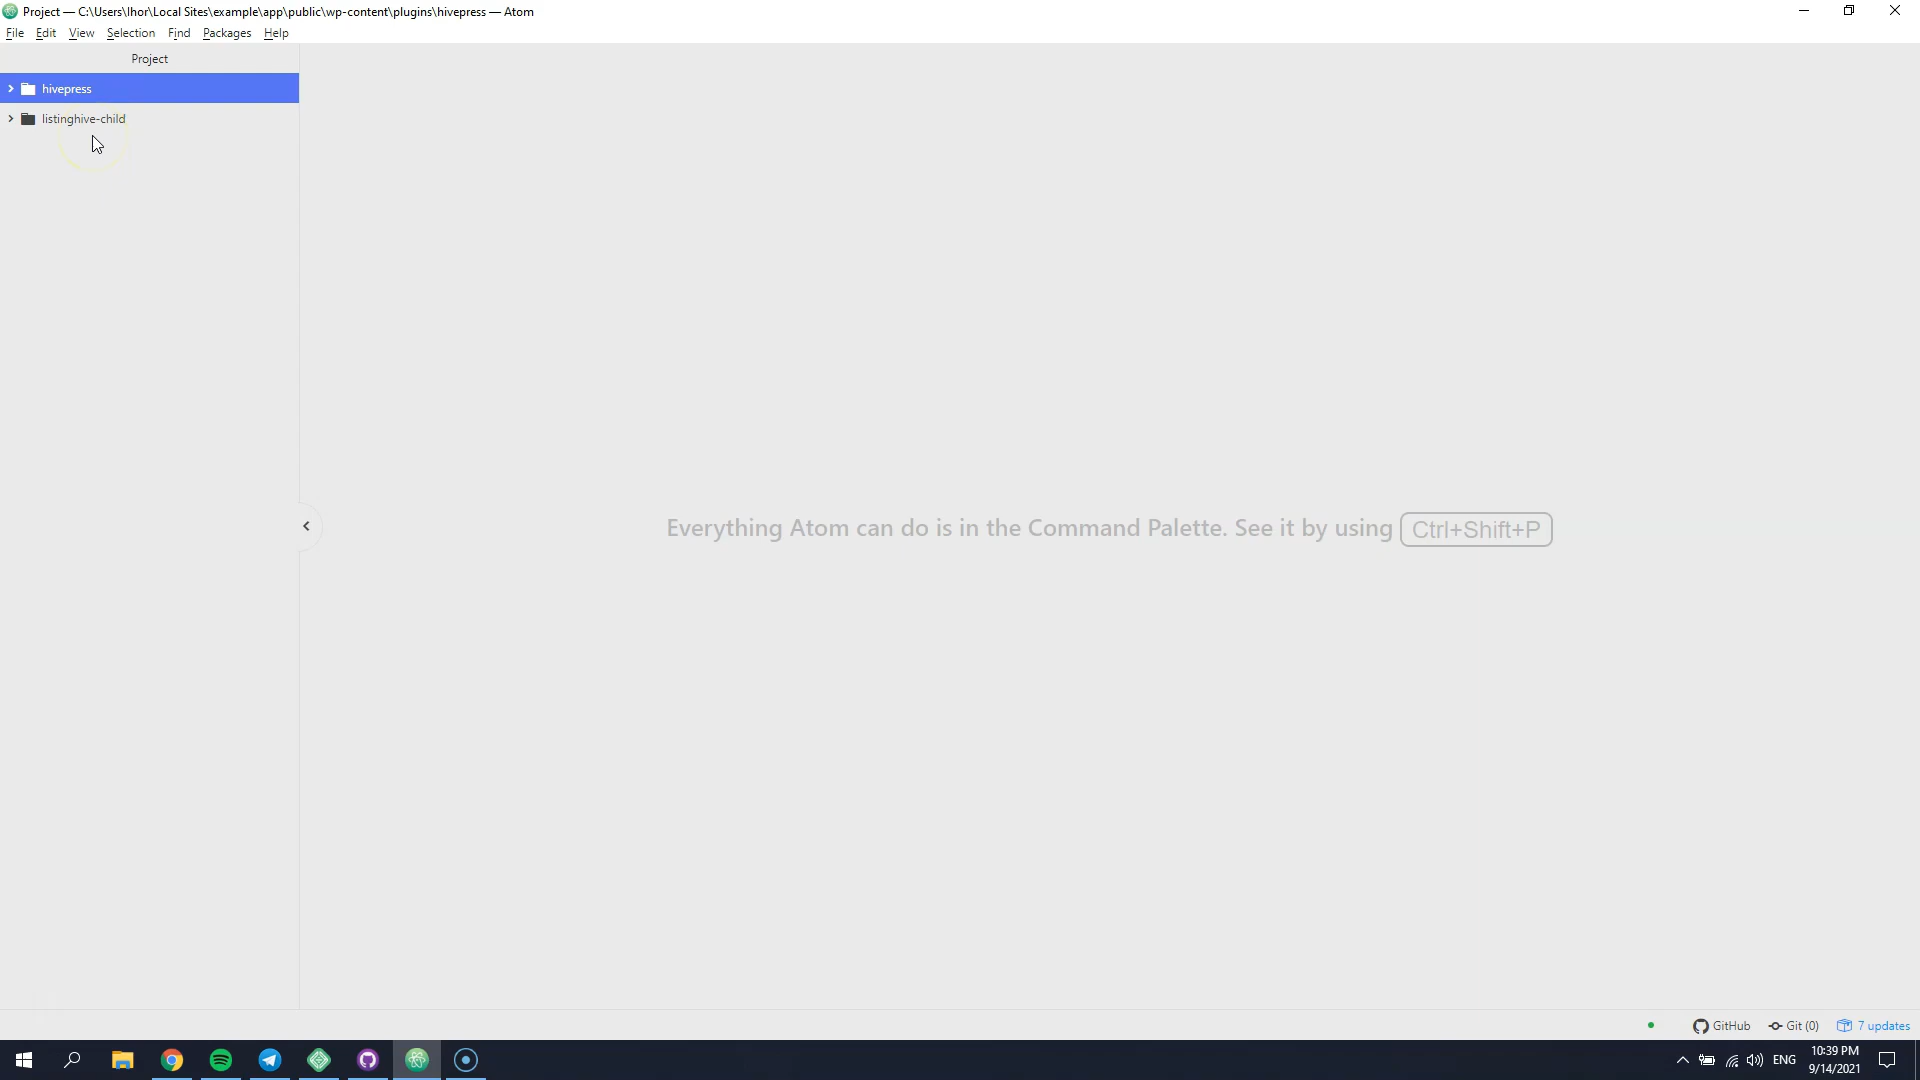 Project — C:\Users\Ihor\Local Sites\example\app\public\wp-content\plugins\hivepress — Atom
File Edit View Selection Find Packages Help
Project
hivepress
listinghive-child
Everything Atom can do is in the Command Palette. See it by using Ctrl+Shift+P
GitHub Git (0) 7 updates
ENG
10:39 PM
9/14/2021